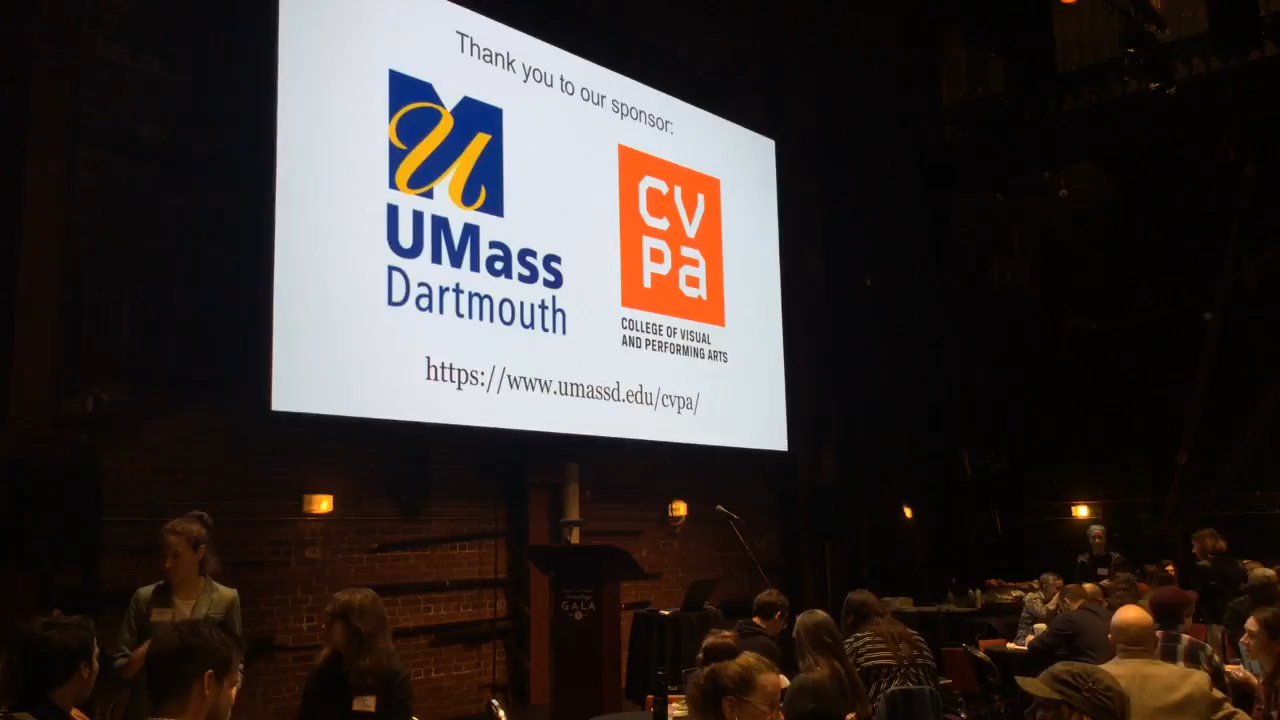 Thank you to our sponsor:
U
UMass
Dartmouth
CV
Pa
COLLEGE OF VISUAL
AND PERFORMING ARTS
https://www.umassd.edu/cvpa/
GALA